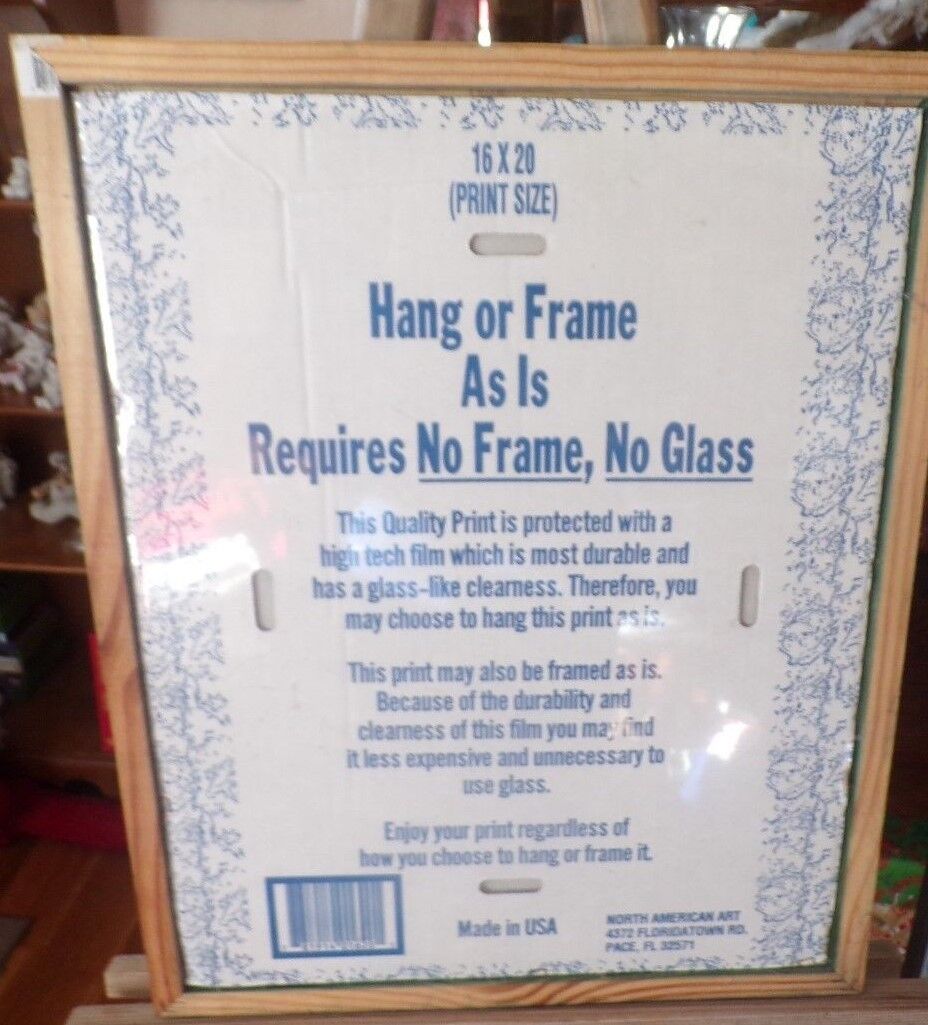 16 X 20
(PRINT SIZE)
Hang or Frame
As Is
Requires No Frame, No Glass
This Quality Print is protected with a
high tech film which is most durable and
has a glass-like clearness. Therefore, you
may choose to hang this print as is.
This print may also be framed as is.
Because of the durability and
clearness of this film you may find
it less expensive and unnecessary to
use glass.
Enjoy your print regardless of
how you choose to hang or frame it.
Made in USA
NORTH AMERICAN ART
4372 FLORIDATOWN RD.
PACE, FL 32571